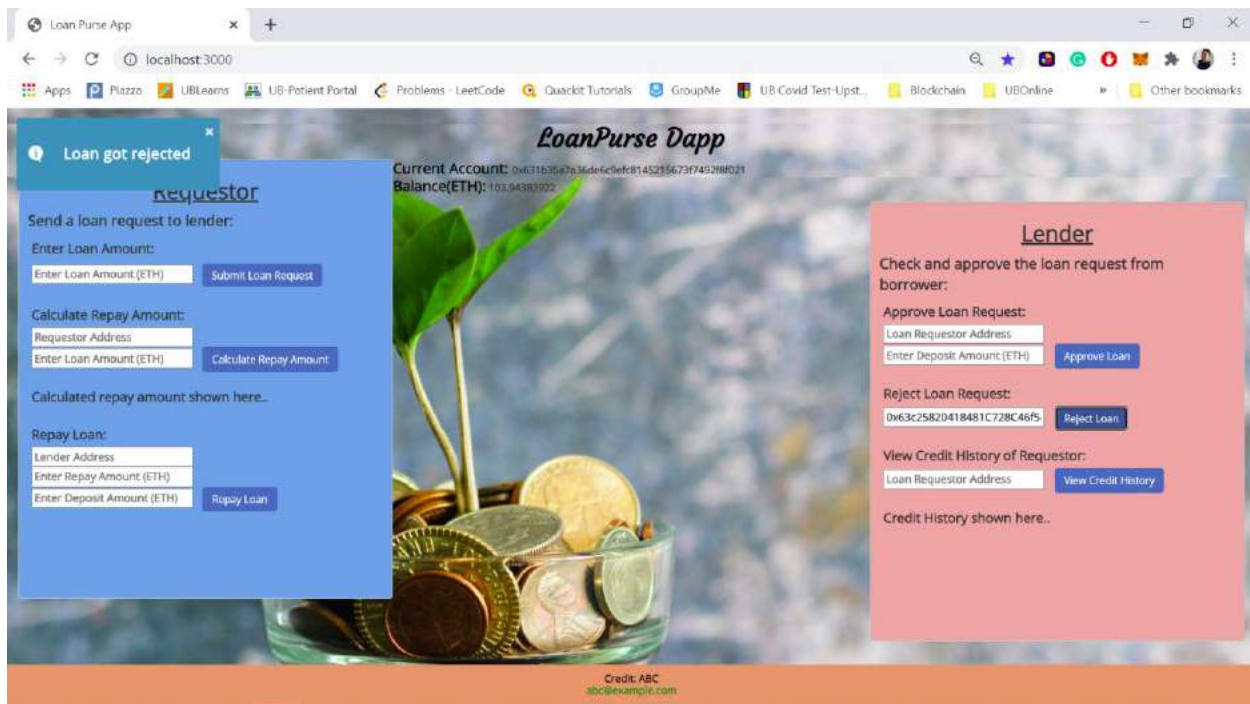 Loan Purse App
localhost:3000
Apps Piazza UBLearns UB-Patient Portal Problems - LeetCode Quackit Tutorials GroupMe UB Covid Test-Upst... Blockchain UBOnline » Other bookmarks
Loan got rejected
LoanPurse Dapp
Current Account:
Balance(ETH): 103.94383922
Requestor
Send a loan request to lender:
Enter Loan Amount:
Enter Loan Amount (ETH) Submit Loan Request
Calculate Repay Amount:
Requestor Address
Enter Loan Amount (ETH) Calculate Repay Amount
Calculated repay amount shown here..
Repay Loan:
Lender Address
Enter Repay Amount (ETH)
Enter Deposit Amount (ETH) Repay Loan
Lender
Check and approve the loan request from
borrower:
Approve Loan Request:
Loan Requestor Address
Enter Deposit Amount (ETH) Approve Loan
Reject Loan Request:
0x63c25820418481C728C46f5 Reject Loan
View Credit History of Requestor:
Loan Requestor Address View Credit History
Credit History shown here..
Credit: ABC
abc@example.com